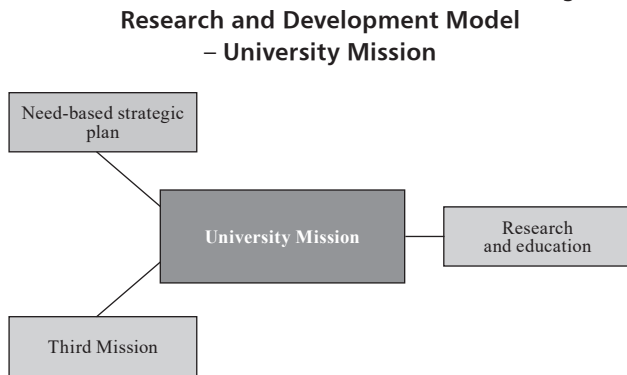 Research and Development Model
– University Mission
Need-based strategic
plan
University Mission
Research
and education
Third Mission